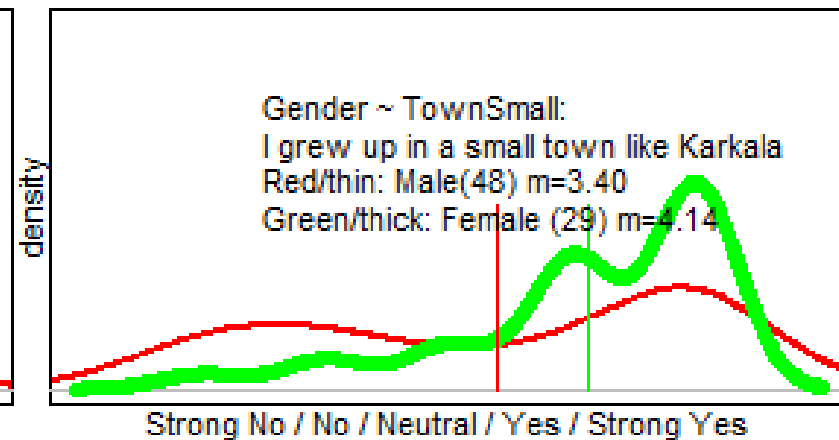 Gender ~ TownSmall:
I grew up in a small town like Karkala
Red/thin: Male(48) m=3.40
Green/thick: Female (29) m=4.14
density
Strong No / No / Neutral / Yes / Strong Yes